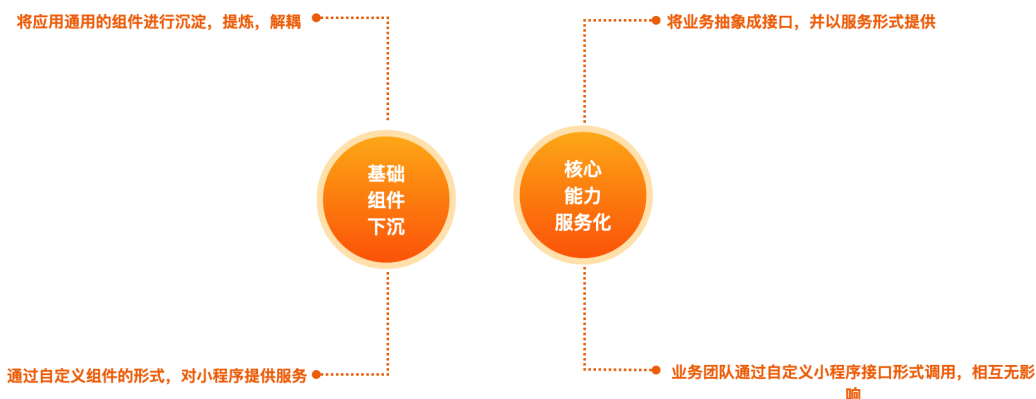 将应用通用的组件进行沉淀，提炼，解耦
将业务抽象成接口，并以服务形式提供
基础
组件
下沉
核心
能力
服务化
通过自定义组件的形式，对小程序提供服务
业务团队通过自定义小程序接口形式调用，相互无影
响